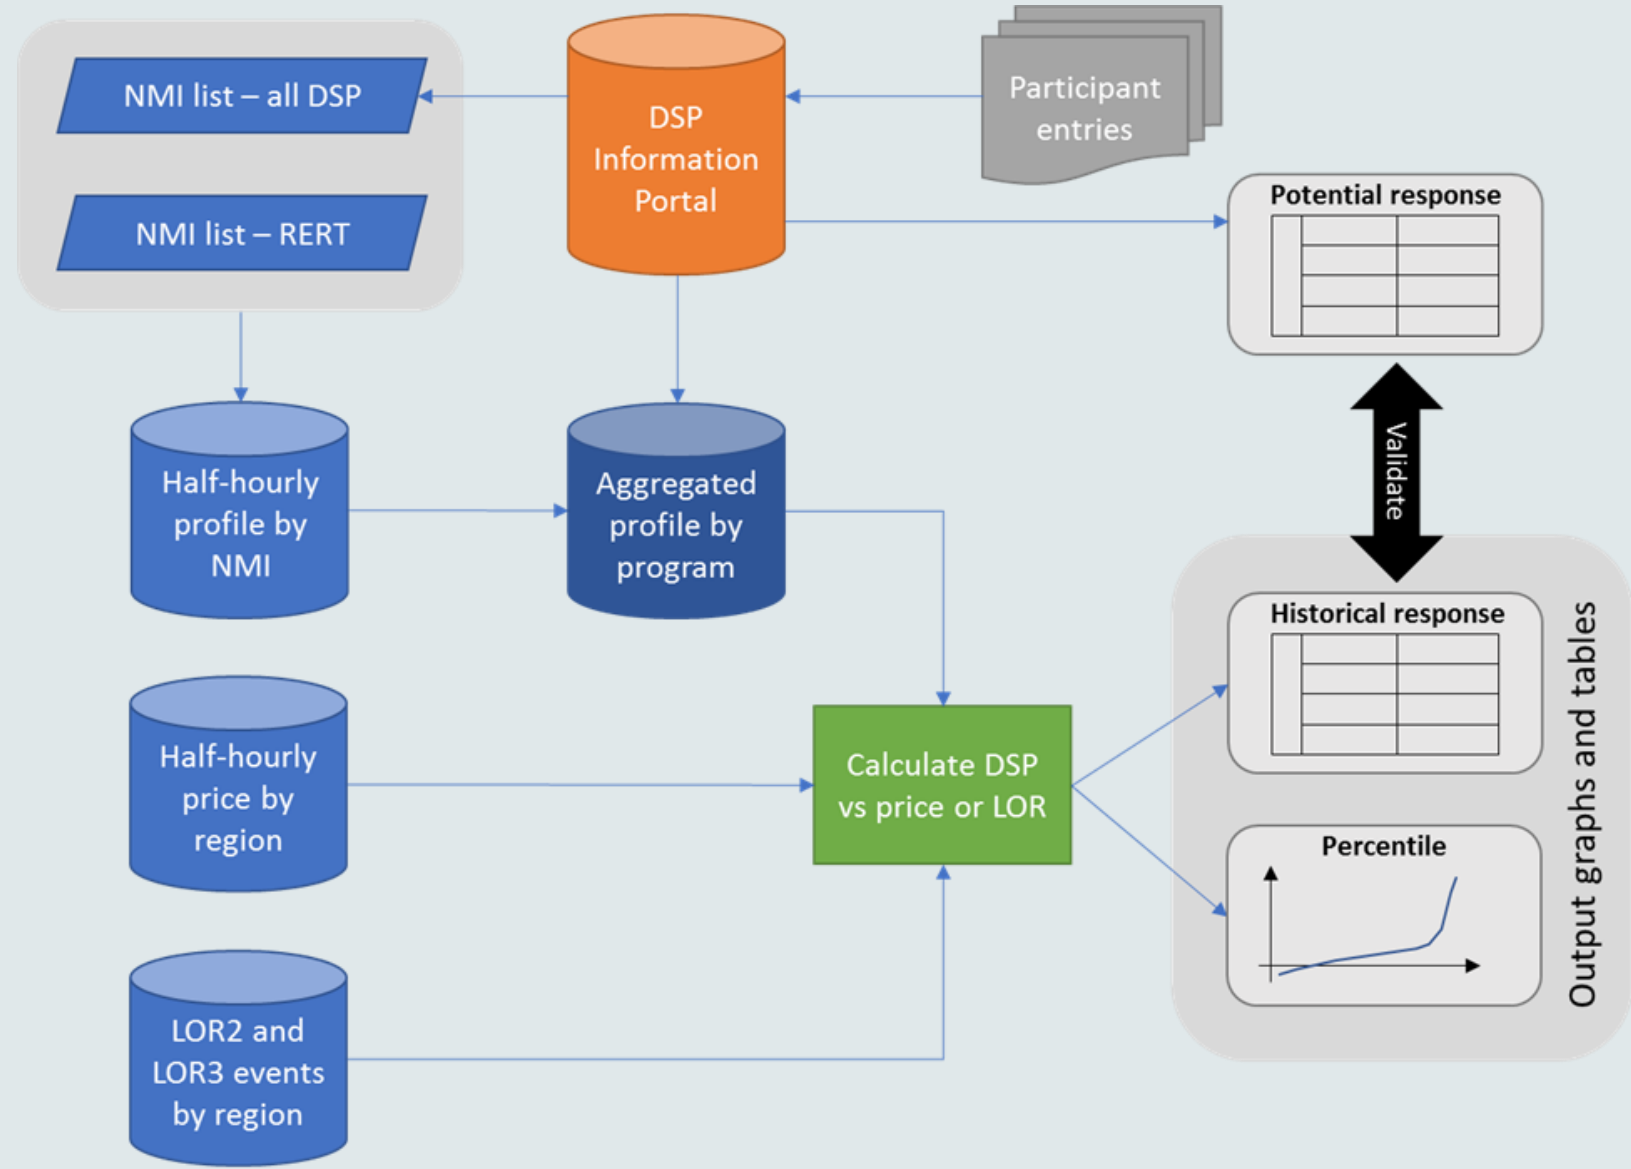 NMI list – all DSP
NMI list – RERT
DSP
Information
Portal
Participant
entries
Potential response
Validate
Half-hourly
profile by
NMI
Aggregated
profile by
program
Historical response
Half-hourly
price by
region
Calculate DSP
vs price or LOR
Percentile
Output graphs and tables
LOR2 and
LOR3 events
by region